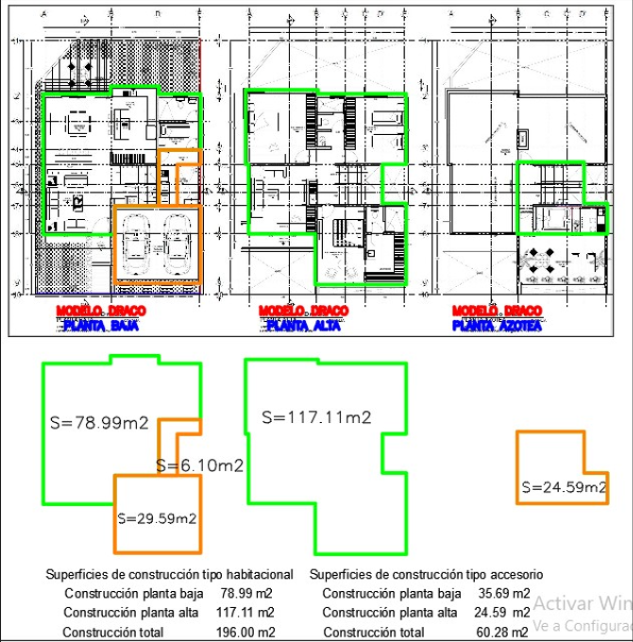 MODELO DRACO
PLANTA BAJA
MODELO DRACO
PLANTA ALTA
MODELO DRACO
PLANTA AZOTEA
S=78.99m2
S=6.10m2
S=29.59m2
S=117.11m2
S=24.59m2
Superficies de construcción tipo habitacional
Construcción planta baja 78.99 m2
Construcción planta alta 117.11 m2
Construcción total 196.00 m2
Superficies de construcción tipo accesorio
Construcción planta baja 35.69 m2
Construcción planta alta 24.59 m2
Construcción total 60.28 m2
Activar Win
Ve a Configurac